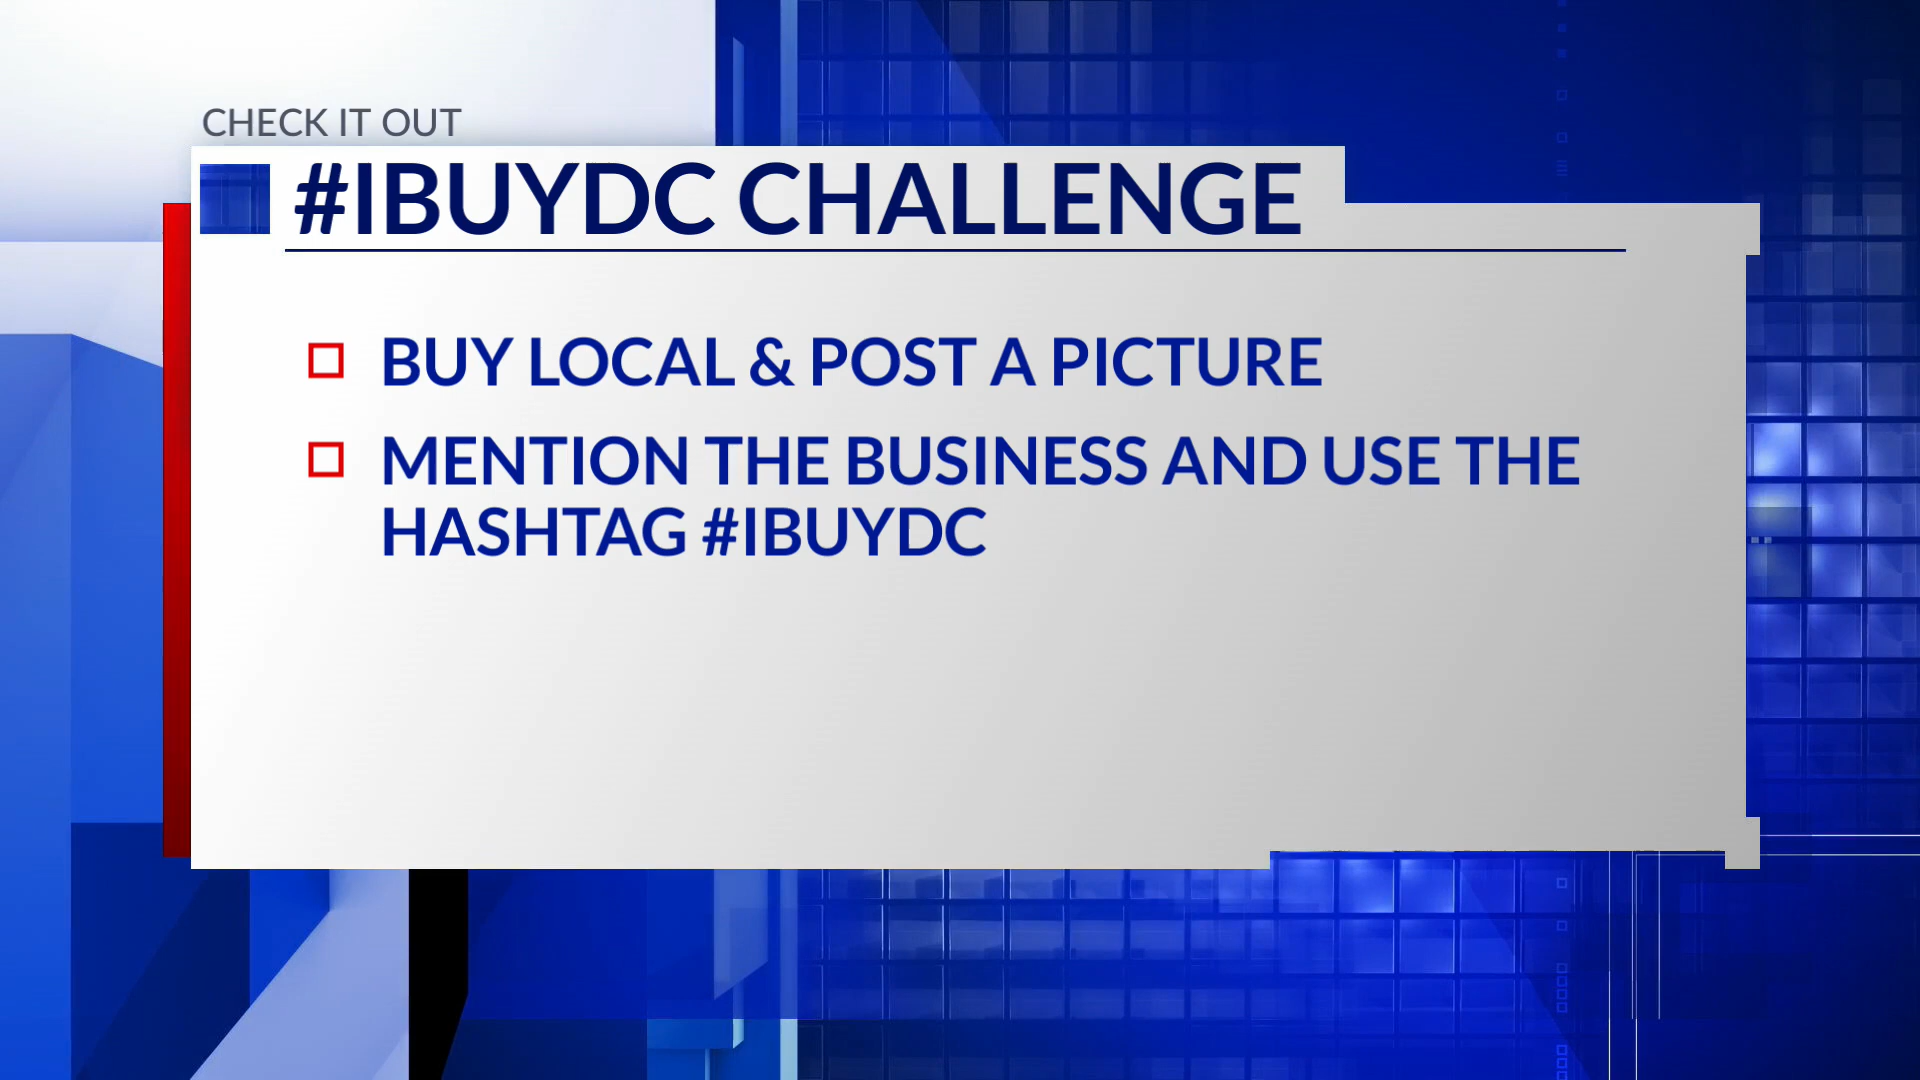 CHECK IT OUT
#IBUYDC CHALLENGE
BUY LOCAL & POST A PICTURE
MENTION THE BUSINESS AND USE THE
HASHTAG #IBUYDC